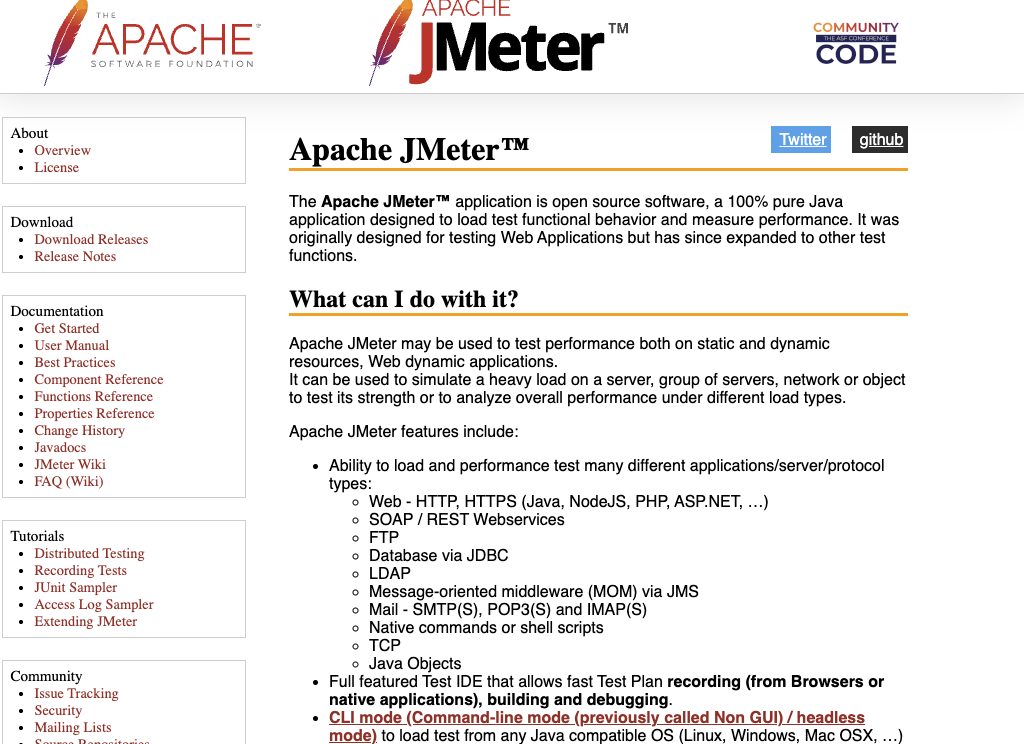 THE
APACHE®
SOFTWARE FOUNDATION
APACHE
JMeter™
COMMUNITY
THE ASF CONFERENCE
CODE
About
Overview
License
Download
Download Releases
Release Notes
Documentation
Get Started
User Manual
Best Practices
Component Reference
Functions Reference
Properties Reference
Change History
Javadocs
JMeter Wiki
FAQ (Wiki)
Tutorials
Distributed Testing
Recording Tests
JUnit Sampler
Access Log Sampler
Extending JMeter
Community
Issue Tracking
Security
Mailing Lists
Source Repositories
Apache JMeter™
Twitter
github
The Apache JMeter™ application is open source software, a 100% pure Java
application designed to load test functional behavior and measure performance. It was
originally designed for testing Web Applications but has since expanded to other test
functions.
What can I do with it?
Apache JMeter may be used to test performance both on static and dynamic
resources, Web dynamic applications.
It can be used to simulate a heavy load on a server, group of servers, network or object
to test its strength or to analyze overall performance under different load types.
Apache JMeter features include:
Ability to load and performance test many different applications/server/protocol
types:
Web - HTTP, HTTPS (Java, NodeJS, PHP, ASP.NET, …)
SOAP / REST Webservices
FTP
Database via JDBC
LDAP
Message-oriented middleware (MOM) via JMS
Mail - SMTP(S), POP3(S) and IMAP(S)
Native commands or shell scripts
TCP
Java Objects
Full featured Test IDE that allows fast Test Plan recording (from Browsers or
native applications), building and debugging.
CLI mode (Command-line mode (previously called Non GUI) / headless
mode) to load test from any Java compatible OS (Linux, Windows, Mac OSX, …)